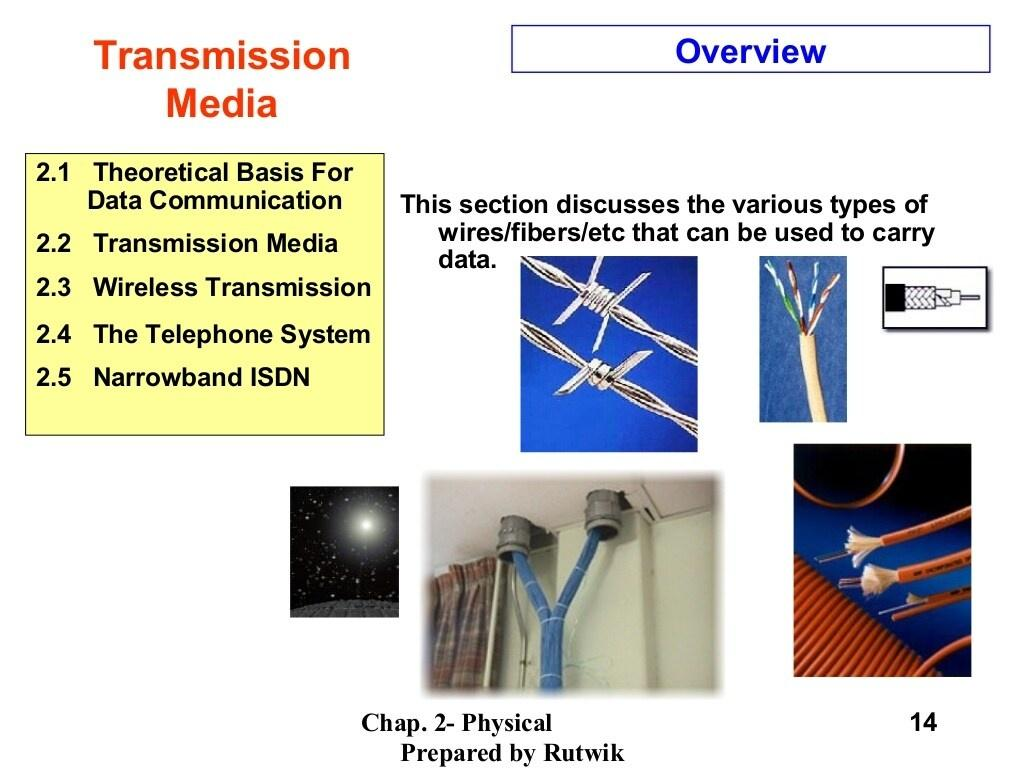 Transmission
Media
Overview
2.1 Theoretical Basis For
Data Communication
2.2 Transmission Media
2.3 Wireless Transmission
2.4 The Telephone System
2.5 Narrowband ISDN
This section discusses the various types of
wires/fibers/etc that can be used to carry
data.
Chap. 2- Physical
Prepared by Rutwik
14